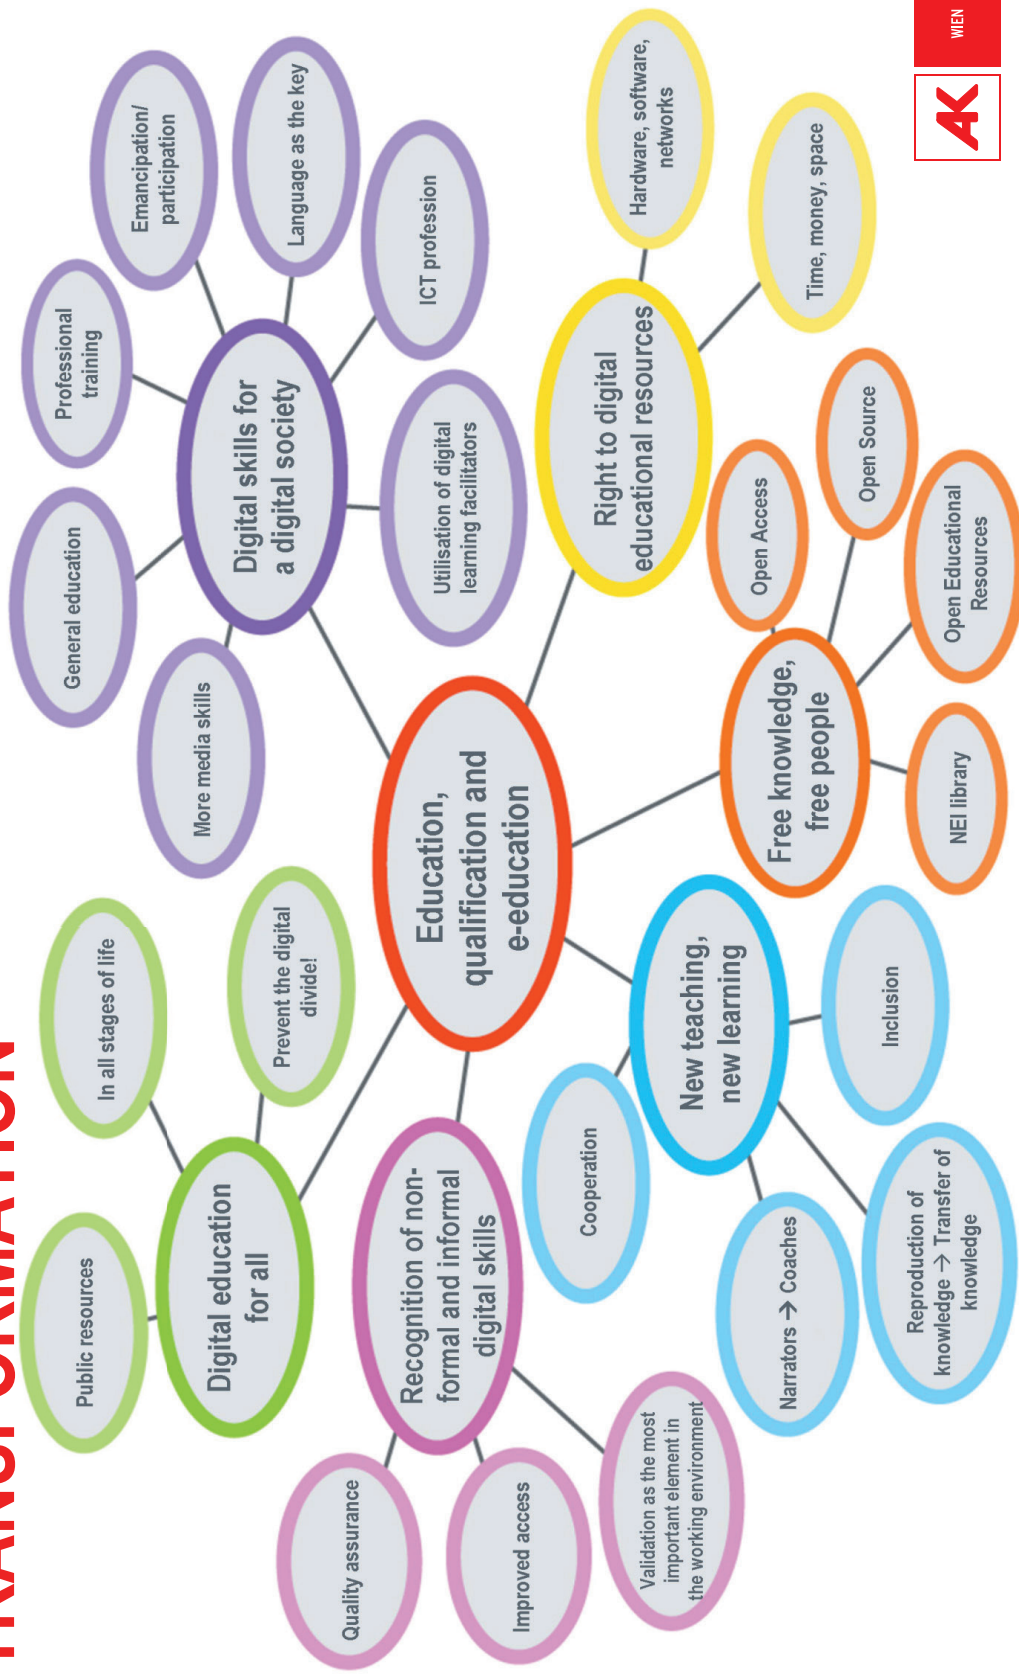 TRANSFORMATION
Public resources
In all stages of life
Prevent the digital
divide!
Digital education
for all
General education
Professional
training
Emancipation/
participation
Language as the key
ICT profession
Utilisation of digital
learning facilitators
More media skills
Digital skills for
a digital society
Education,
qualification and
e-education
Quality assurance
Improved access
Validation as the most
important element in
the working environment
Recognition of non-
formal and informal
digital skills
Cooperation
New teaching,
new learning
Narrators → Coaches
Reproduction of
knowledge → Transfer of
knowledge
Inclusion
Free knowledge,
free people
Open Access
Open Source
Open Educational
Resources
NEI library
Right to digital
educational resources
Hardware, software,
networks
Time, money, space
AK
WIEN